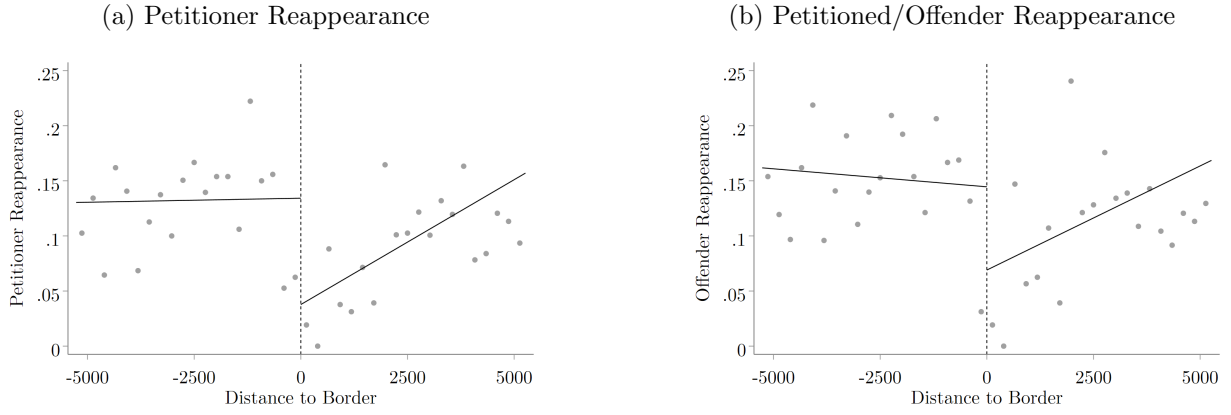 (a) Petitioner Reappearance
Petitioner Reappearance
.25
.2
.15
.1
.05
0
-5000 -2500 0 2500 5000
Distance to Border
(b) Petitioned/Offender Reappearance
Offender Reappearance
.25
.2
.15
.1
.05
0
-5000 -2500 0 2500 5000
Distance to Border